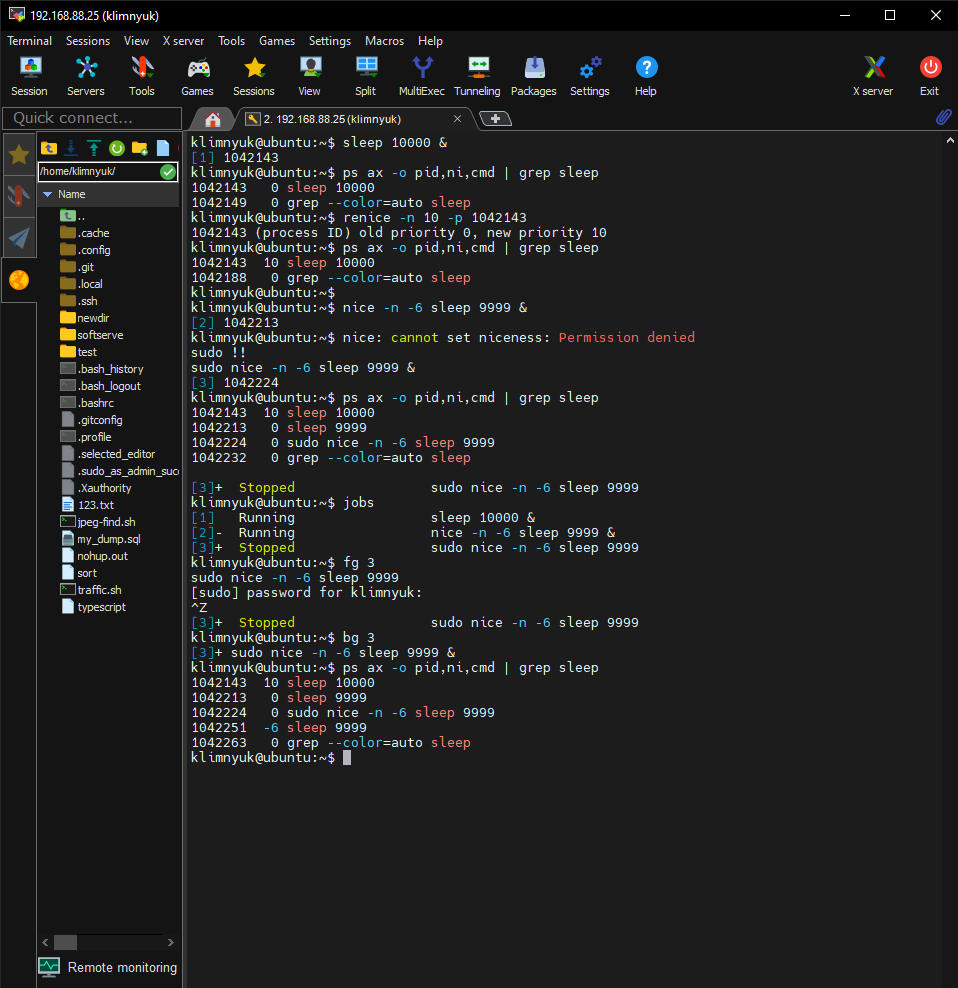 192.168.88.25 (klimnyuk)
Terminal Sessions View X server Tools Games Settings Macros Help
Session Servers Tools Games Sessions View Split MultiExec Tunneling Packages Settings Help X server Exit
Quick connect...
2. 192.168.88.25 (klimnyuk)
/home/klimnyuk/
Name
..
.cache
.config
.git
.local
.ssh
newdir
softserve
test
.bash_history
.bash_logout
.bashrc
.gitconfig
.profile
.selected_editor
.sudo_as_admin_succ
.Xauthority
123.txt
jpeg-find.sh
my_dump.sql
nohup.out
sort
traffic.sh
typescript
Remote monitoring
klimnyuk@ubuntu:~$ sleep 10000 &
[1] 1042143
klimnyuk@ubuntu:~$ ps ax -o pid,ni,cmd | grep sleep
1042143   0 sleep 10000
1042149   0 grep --color=auto sleep
klimnyuk@ubuntu:~$ renice -n 10 -p 1042143
1042143 (process ID) old priority 0, new priority 10
klimnyuk@ubuntu:~$ ps ax -o pid,ni,cmd | grep sleep
1042143  10 sleep 10000
1042188   0 grep --color=auto sleep
klimnyuk@ubuntu:~$
klimnyuk@ubuntu:~$ nice -n -6 sleep 9999 &
[2] 1042213
klimnyuk@ubuntu:~$ nice: cannot set niceness: Permission denied
sudo !!
sudo nice -n -6 sleep 9999 &
[3] 1042224
klimnyuk@ubuntu:~$ ps ax -o pid,ni,cmd | grep sleep
1042143  10 sleep 10000
1042213   0 sleep 9999
1042224   0 sudo nice -n -6 sleep 9999
1042232   0 grep --color=auto sleep
[3]+  Stopped                 sudo nice -n -6 sleep 9999
klimnyuk@ubuntu:~$ jobs
[1]   Running                 sleep 10000 &
[2]-  Running                 nice -n -6 sleep 9999 &
[3]+  Stopped                 sudo nice -n -6 sleep 9999
klimnyuk@ubuntu:~$ fg 3
sudo nice -n -6 sleep 9999
[sudo] password for klimnyuk:
^Z
[3]+  Stopped                 sudo nice -n -6 sleep 9999
klimnyuk@ubuntu:~$ bg 3
[3]+ sudo nice -n -6 sleep 9999 &
klimnyuk@ubuntu:~$ ps ax -o pid,ni,cmd | grep sleep
1042143  10 sleep 10000
1042213   0 sleep 9999
1042224   0 sudo nice -n -6 sleep 9999
1042251  -6 sleep 9999
1042263   0 grep --color=auto sleep
klimnyuk@ubuntu:~$